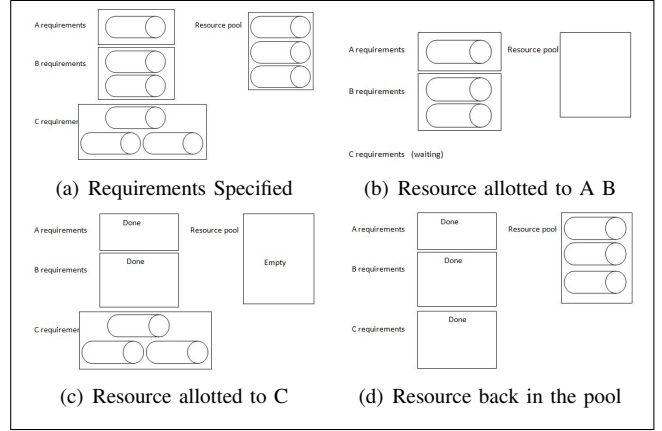 A requirements
Resource pool
B requirements
C requiremen
(a) Requirements Specified
A requirements
Resource pool
B requirements
C requirements (waiting)
(b) Resource allotted to A B
A requirements
Done
Resource pool
B requirements
Done
Empty
C requiremer
(c) Resource allotted to C
A requirements
Done
Resource pool
B requirements
Done
C requirements
Done
(d) Resource back in the pool